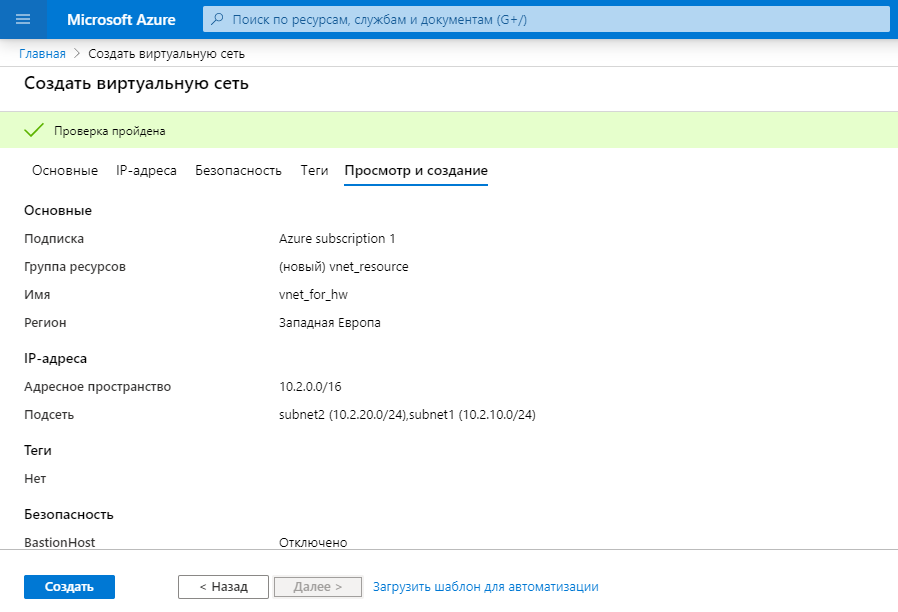 Microsoft Azure
Поиск по ресурсам, службам и документам (G+/)
Главная > Создать виртуальную сеть
Создать виртуальную сеть
Проверка пройдена
Основные IP-адреса Безопасность Теги Просмотр и создание
Основные
Подписка Azure subscription 1
Группа ресурсов (новый) vnet_resource
Имя vnet_for_hw
Регион Западная Европа
IP-адреса
Адресное пространство 10.2.0.0/16
Подсеть subnet2 (10.2.20.0/24),subnet1 (10.2.10.0/24)
Теги
Нет
Безопасность
BastionHost Отключено
Создать < Назад Далее > Загрузить шаблон для автоматизации